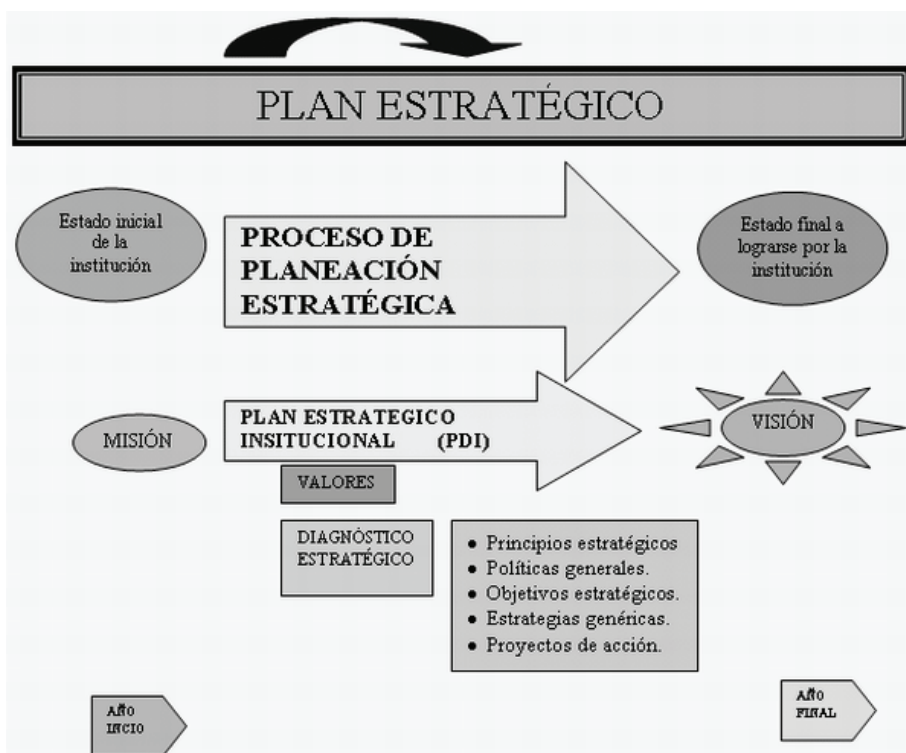 PLAN ESTRATÉGICO
Estado inicial
de la
institución
PROCESO DE
PLANEACIÓN
ESTRATÉGICA
Estado final a
lograrse por la
institución
MISIÓN
PLAN ESTRATEGICO
INSITUCIONAL (PDI)
VISIÓN
VALORES
DIAGNÓSTICO
ESTRATÉGICO
• Principios estratégicos
• Políticas generales.
• Objetivos estratégicos.
• Estrategias genéricas.
• Proyectos de acción.
AÑO
INCIO
AÑO
FINAL